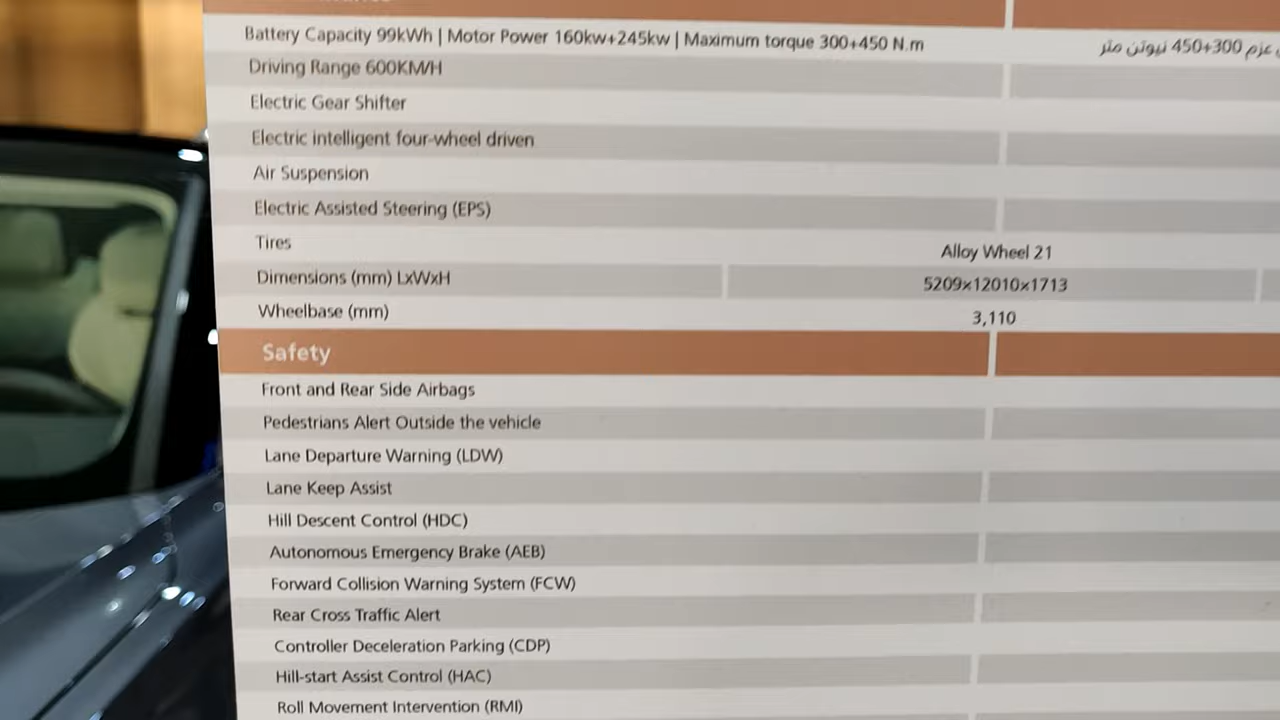 Battery Capacity 99kWh | Motor Power 160kw+245kw | Maximum torque 300+450 N.m
عزم 300+450 نيوتن متر
Driving Range 600KM/H
Electric Gear Shifter
Electric intelligent four-wheel driven
Air Suspension
Electric Assisted Steering (EPS)
Tires
Alloy Wheel 21
Dimensions (mm) LxWxH
5209x12010x1713
Wheelbase (mm)
3,110
Safety
Front and Rear Side Airbags
Pedestrians Alert Outside the vehicle
Lane Departure Warning (LDW)
Lane Keep Assist
Hill Descent Control (HDC)
Autonomous Emergency Brake (AEB)
Forward Collision Warning System (FCW)
Rear Cross Traffic Alert
Controller Deceleration Parking (CDP)
Hill-start Assist Control (HAC)
Roll Movement Intervention (RMI)